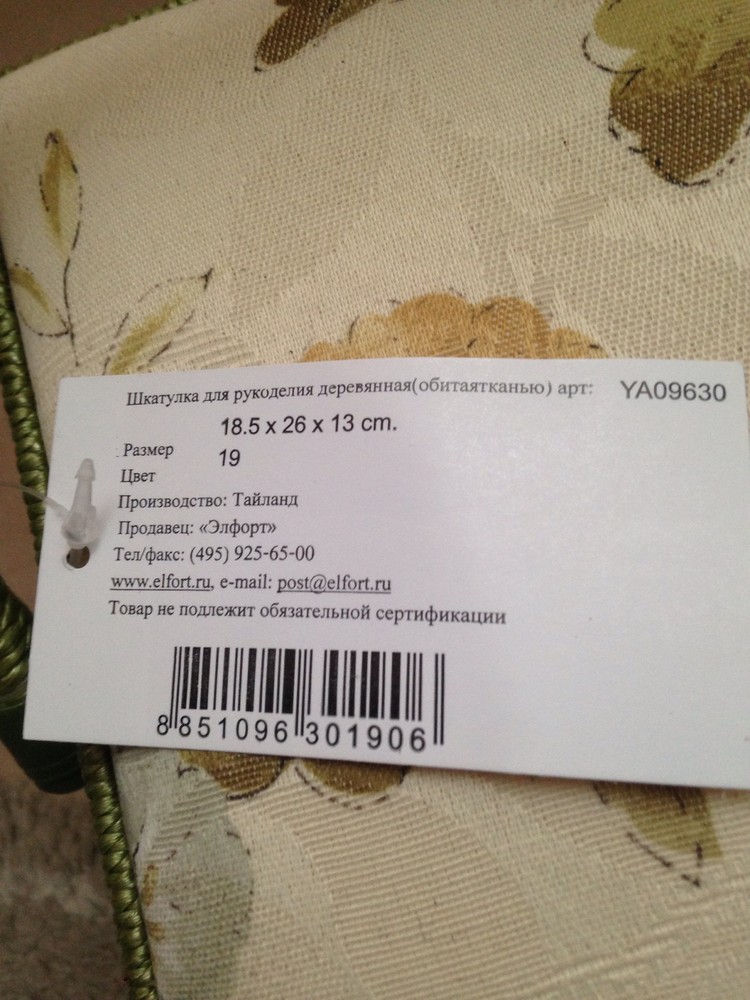 Шкатулка для рукоделия деревянная(обитаятканью) арт: YA09630
18.5 x 26 x 13 cm.
Размер
19
Цвет
Производство: Тайланд
Продавец: «Элфорт»
Тел/факс: (495) 925-65-00
www.elfort.ru, e-mail: post@elfort.ru
Товар не подлежит обязательной сертификации
8 851096 301906